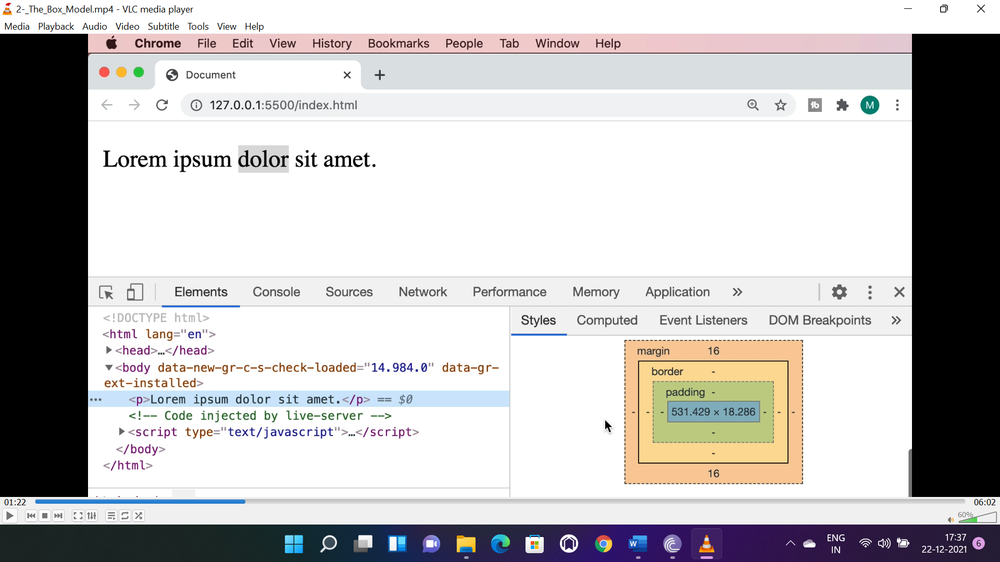 2-_The_Box_Model.mp4 - VLC media player
Media Playback Audio Video Subtitle Tools View Help
Chrome File Edit View History Bookmarks People Tab Window Help
Document
127.0.0.1:5500/index.html
M
Lorem ipsum dolor sit amet.
Elements Console Sources Network Performance Memory Application »
Styles Computed Event Listeners DOM Breakpoints »
<!DOCTYPE html>
<html lang="en">
<head>…</head>
<body data-new-gr-c-s-check-loaded="14.984.0" data-gr-
ext-installed>
<p>Lorem ipsum dolor sit amet.</p> == $0
<!-- Code injected by live-server -->
<script type="text/javascript">…</script>
</body>
</html>
margin 16
border -
padding -
- - - 531.429 × 18.286 - - -
-
-
16
01:22
06:02
60%
ENG
IN
17:37
22-12-2021
6